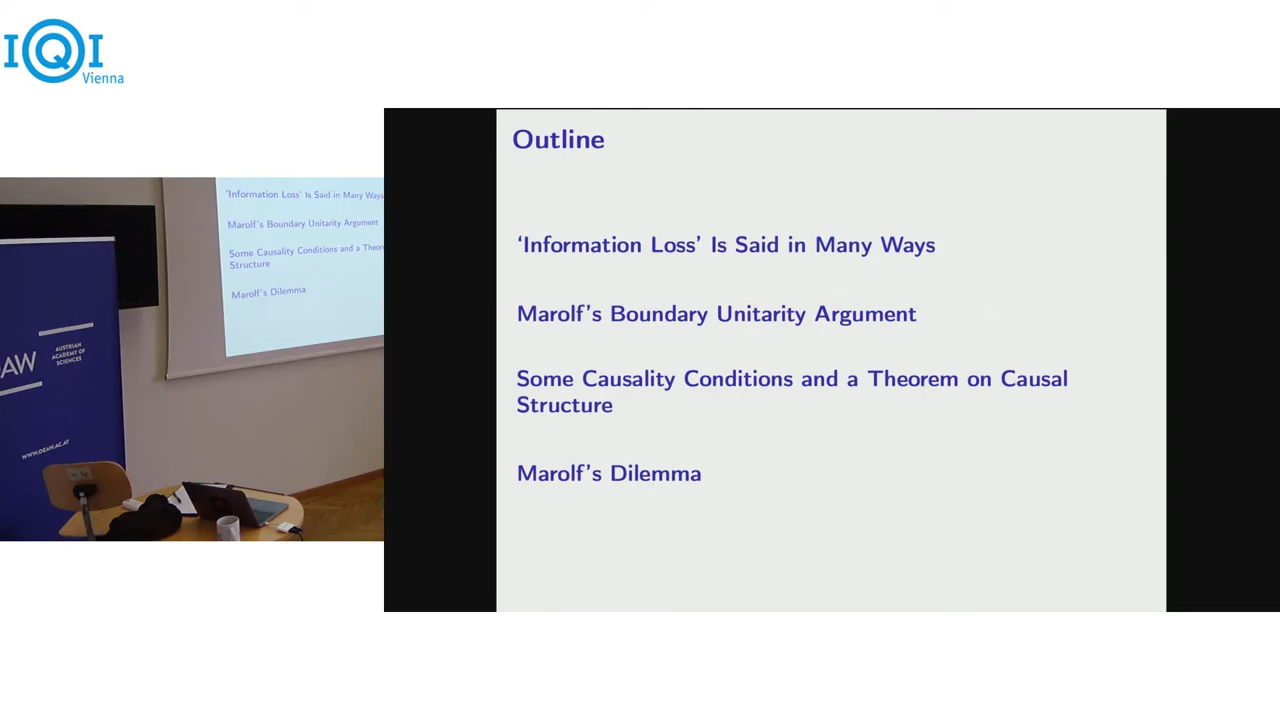 IQI
Vienna
Outline
‘Information Loss’ Is Said in Many Ways
Marolf’s Boundary Unitarity Argument
Some Causality Conditions and a Theorem on Causal
Structure
Marolf’s Dilemma
‘Information Loss’ Is Said in Many Ways
Marolf’s Boundary Unitarity Argument
Some Causality Conditions and a Theor
Structure
Marolf’s Dilemma
AW
AUSTRIAN
ACADEMY OF
SCIENCES
WWW.OEAW.AC.AT